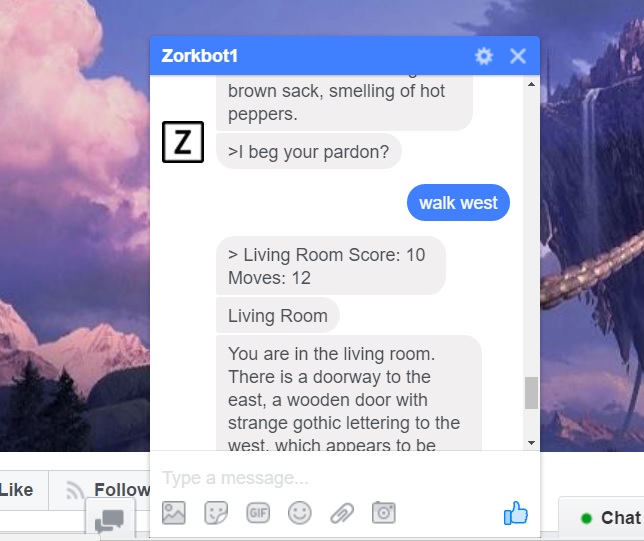 Zorkbot1
brown sack, smelling of hot
peppers.
Z
>I beg your pardon?
walk west
> Living Room Score: 10
Moves: 12
Living Room
You are in the living room.
There is a doorway to the
east, a wooden door with
strange gothic lettering to the
west, which appears to be
Type a message...
GIF
Like
Follow
Chat